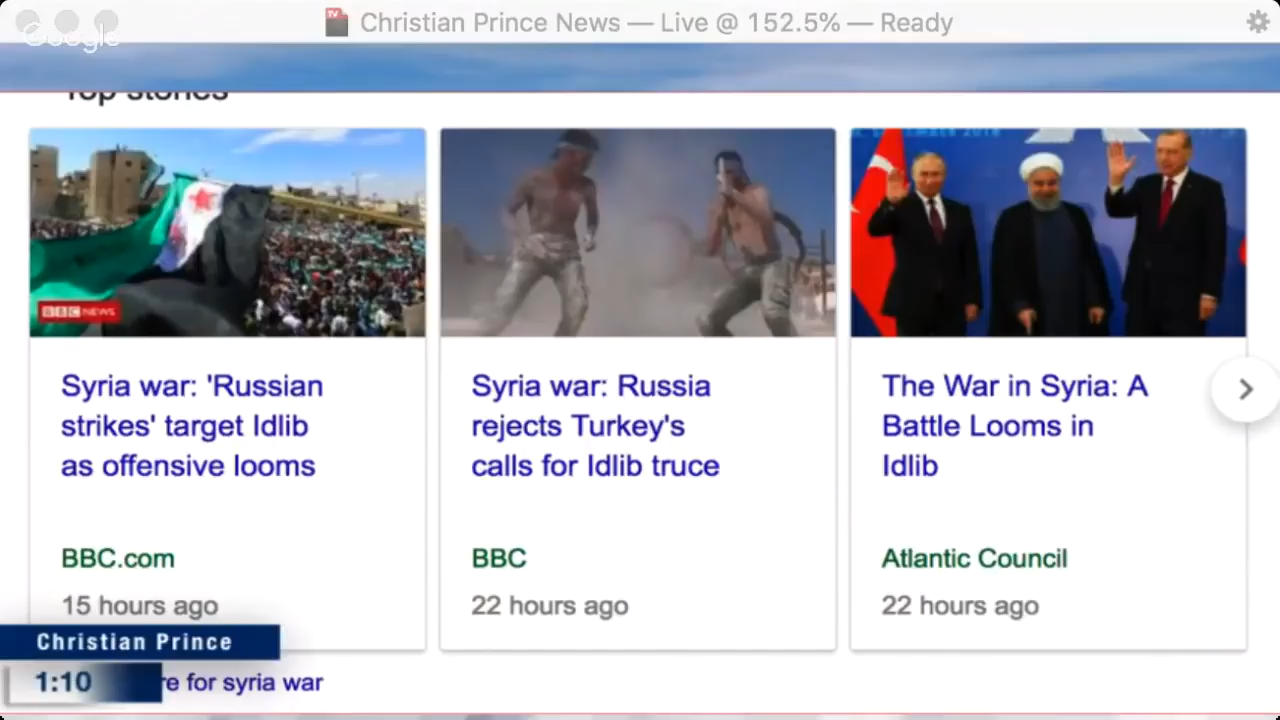 Christian Prince News — Live @ 152.5% — Ready
Google
Top stories
BBC NEWS
Syria war: 'Russian
strikes' target Idlib
as offensive looms
BBC.com
15 hours ago
Syria war: Russia
rejects Turkey's
calls for Idlib truce
BBC
22 hours ago
The War in Syria: A
Battle Looms in
Idlib
Atlantic Council
22 hours ago
Christian Prince
1:10
re for syria war